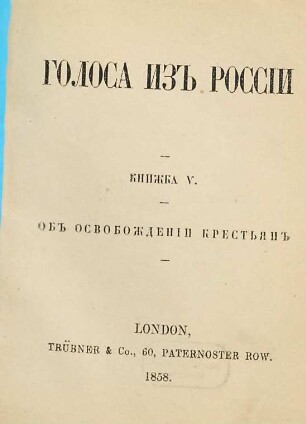 ГОЛОСА ИЗЪ РОССІИ
КНИЖКА V.
ОБЪ ОСВОБОЖДЕНІИ КРЕСТЬЯНЪ
LONDON,
TRÜBNER & Co., 60, PATERNOSTER ROW.
1858.